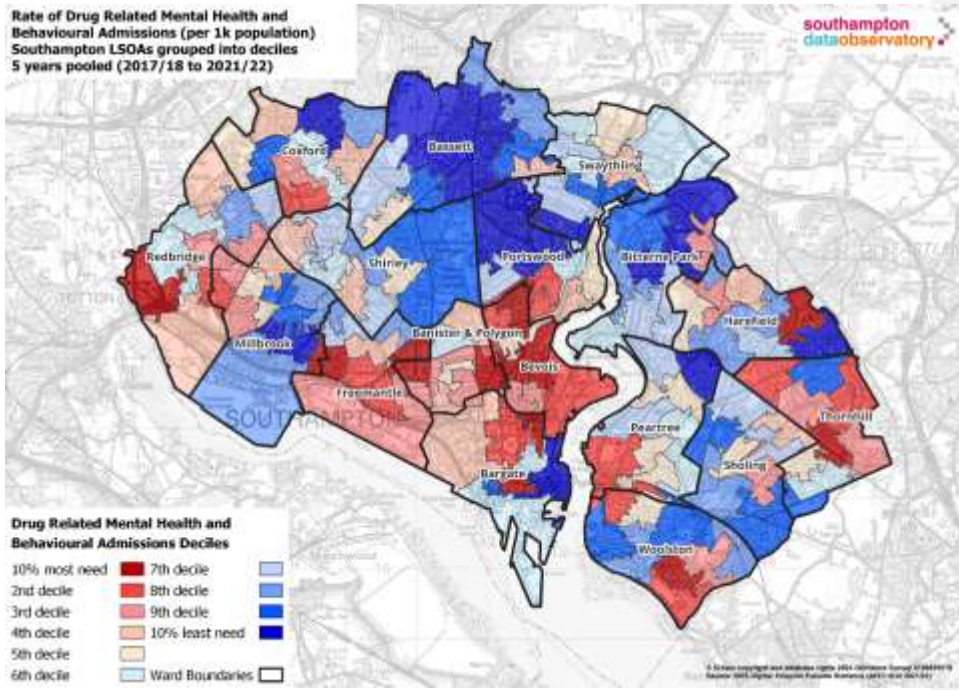 Rate of Drug Related Mental Health and
Behavioural Admissions (per 1k population)
Southampton LSOAs grouped into deciles
5 years pooled (2017/18 to 2021/22)
southampton
dataobservatory
Bassett
Coxford
Swaythling
Redbridge
Shirley
Portswood
Bitterne Park
Millbrook
Banister & Polygon
Harefield
Bevois
Freemantle
SOUTHAMPTON
Thornhill
Peartree
Sholing
Bargate
Woolston
Drug Related Mental Health and
Behavioural Admissions Deciles
10% most need 7th decile
2nd decile 8th decile
3rd decile 9th decile
4th decile 10% least need
5th decile
6th decile Ward Boundaries